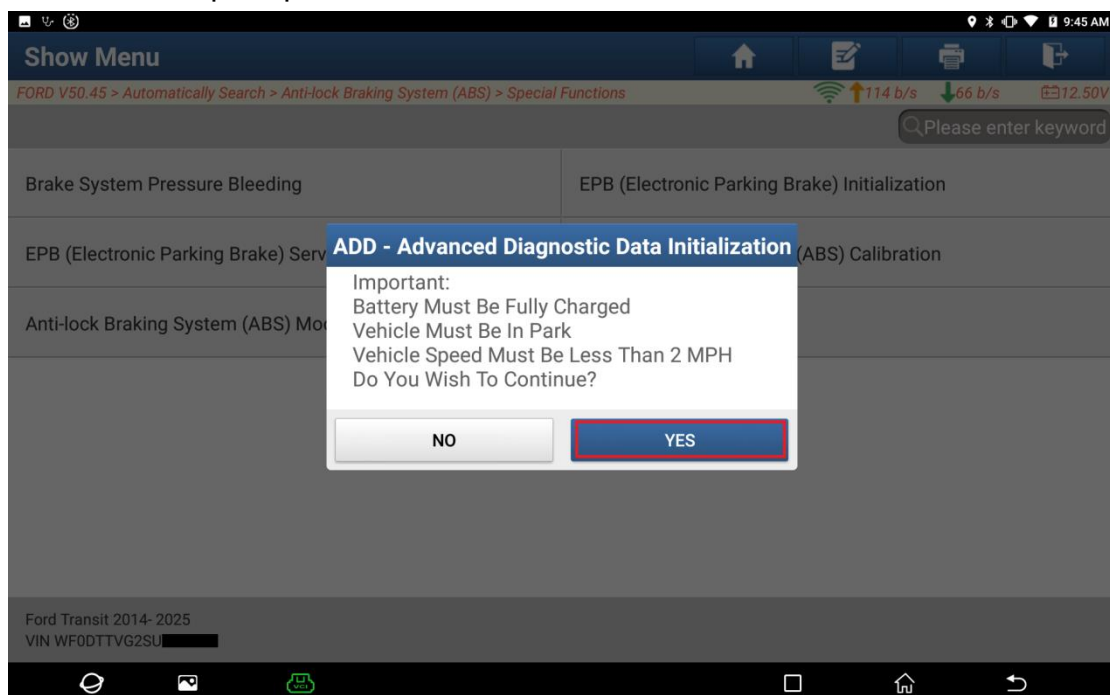 9:45 AM
Show Menu
FORD V50.45 > Automatically Search > Anti-lock Braking System (ABS) > Special Functions
114 b/s 66 b/s 12.50V
Please enter keyword
Brake System Pressure Bleeding
EPB (Electronic Parking Brake) Initialization
EPB (Electronic Parking Brake)
(ABS) Calibration
Anti-lock Braking System (ABS)
ADD - Advanced Diagnostic Data Initialization
Important:
Battery Must Be Fully Charged
Vehicle Must Be In Park
Vehicle Speed Must Be Less Than 2 MPH
Do You Wish To Continue?
NO
YES
Ford Transit 2014- 2025
VIN WF0DTTVG2SU
VCI